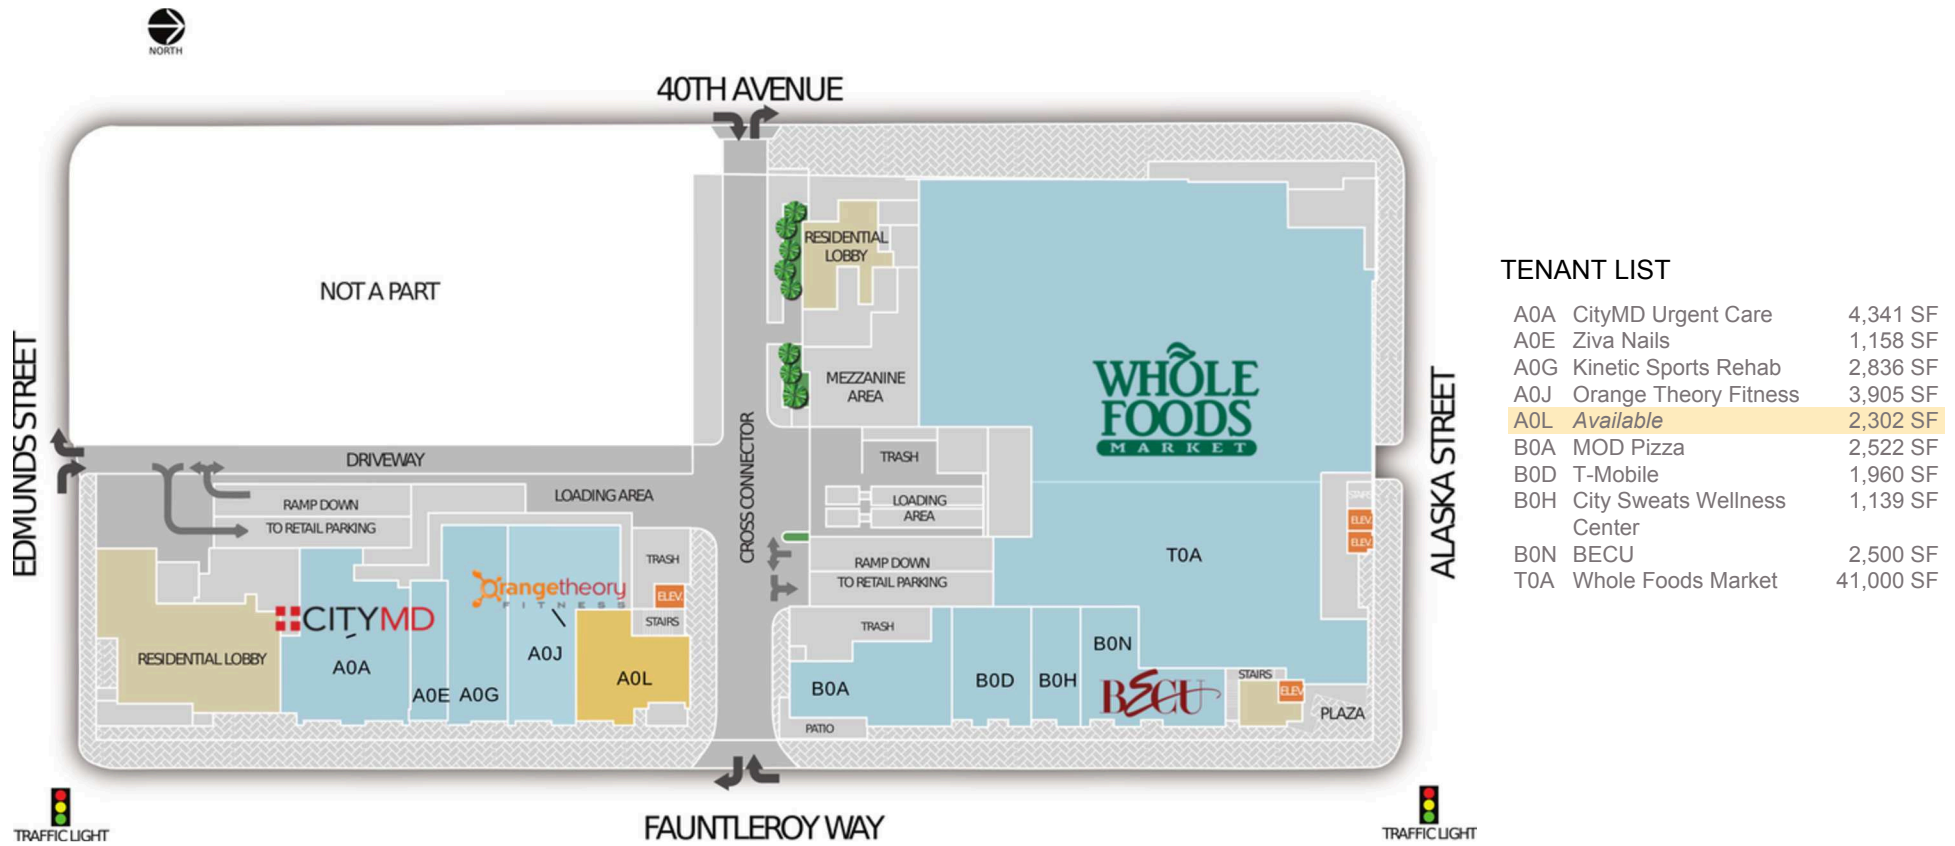 NORTH
40TH AVENUE
NOT A PART
RESIDENTIAL
LOBBY
MEZZANINE
AREA
WHOLE
FOODS
MARKET
EDMUNDS STREET
ALASKA STREET
CROSS CONNECTOR
DRIVEWAY
LOADING AREA
RAMP DOWN
TO RETAIL PARKING
TRASH
LOADING
AREA
RAMP DOWN
TO RETAIL PARKING
T0A
STAIRS
ELEV.
ELEV.
TRASH
ELEV.
STAIRS
orangetheory
FITNESS
CITYMD
RESIDENTIAL LOBBY
A0A
A0E
A0G
A0J
A0L
TRASH
B0A
B0D
B0H
B0N
BECU
STAIRS
ELEV.
PLAZA
PATIO
TRAFFIC LIGHT
FAUNTLEROY WAY
TRAFFIC LIGHT
TENANT LIST
A0A CityMD Urgent Care 4,341 SF
A0E Ziva Nails 1,158 SF
A0G Kinetic Sports Rehab 2,836 SF
A0J Orange Theory Fitness 3,905 SF
A0L Available 2,302 SF
B0A MOD Pizza 2,522 SF
B0D T-Mobile 1,960 SF
B0H City Sweats Wellness 1,139 SF
Center
B0N BECU 2,500 SF
T0A Whole Foods Market 41,000 SF